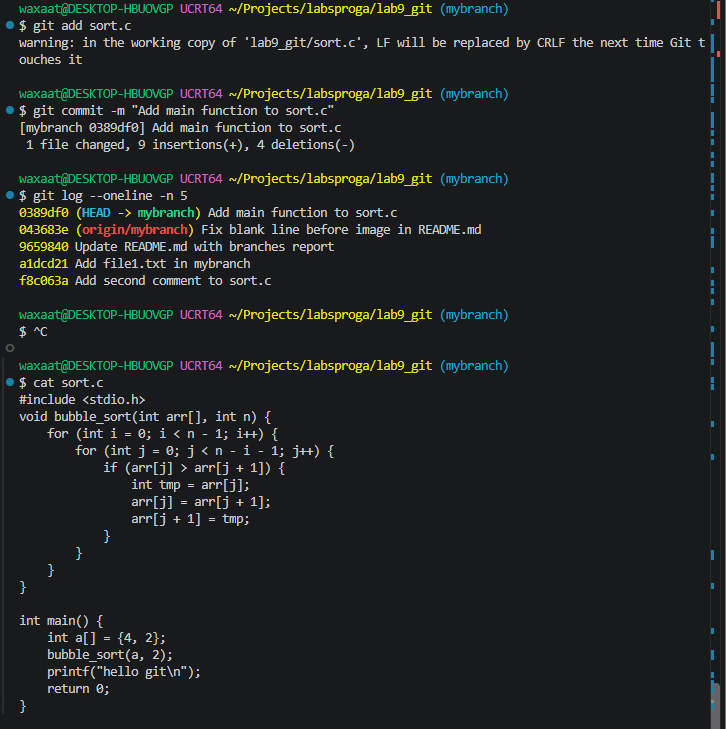 waxaat@DESKTOP-HBUOVGP UCRT64 ~/Projects/labsproga/lab9_git (mybranch)
$ git add sort.c
warning: in the working copy of 'lab9_git/sort.c', LF will be replaced by CRLF the next time Git t
ouches it

waxaat@DESKTOP-HBUOVGP UCRT64 ~/Projects/labsproga/lab9_git (mybranch)
$ git commit -m "Add main function to sort.c"
[mybranch 0389df0] Add main function to sort.c
 1 file changed, 9 insertions(+), 4 deletions(-)

waxaat@DESKTOP-HBUOVGP UCRT64 ~/Projects/labsproga/lab9_git (mybranch)
$ git log --oneline -n 5
0389df0 (HEAD -> mybranch) Add main function to sort.c
043683e (origin/mybranch) Fix blank line before image in README.md
9659840 Update README.md with branches report
a1dcd21 Add file1.txt in mybranch
f8c063a Add second comment to sort.c

waxaat@DESKTOP-HBUOVGP UCRT64 ~/Projects/labsproga/lab9_git (mybranch)
$ ^C

waxaat@DESKTOP-HBUOVGP UCRT64 ~/Projects/labsproga/lab9_git (mybranch)
$ cat sort.c
#include <stdio.h>
void bubble_sort(int arr[], int n) {
    for (int i = 0; i < n - 1; i++) {
        for (int j = 0; j < n - i - 1; j++) {
            if (arr[j] > arr[j + 1]) {
                int tmp = arr[j];
                arr[j] = arr[j + 1];
                arr[j + 1] = tmp;
            }
        }
    }
}

int main() {
    int a[] = {4, 2};
    bubble_sort(a, 2);
    printf("hello git\n");
    return 0;
}